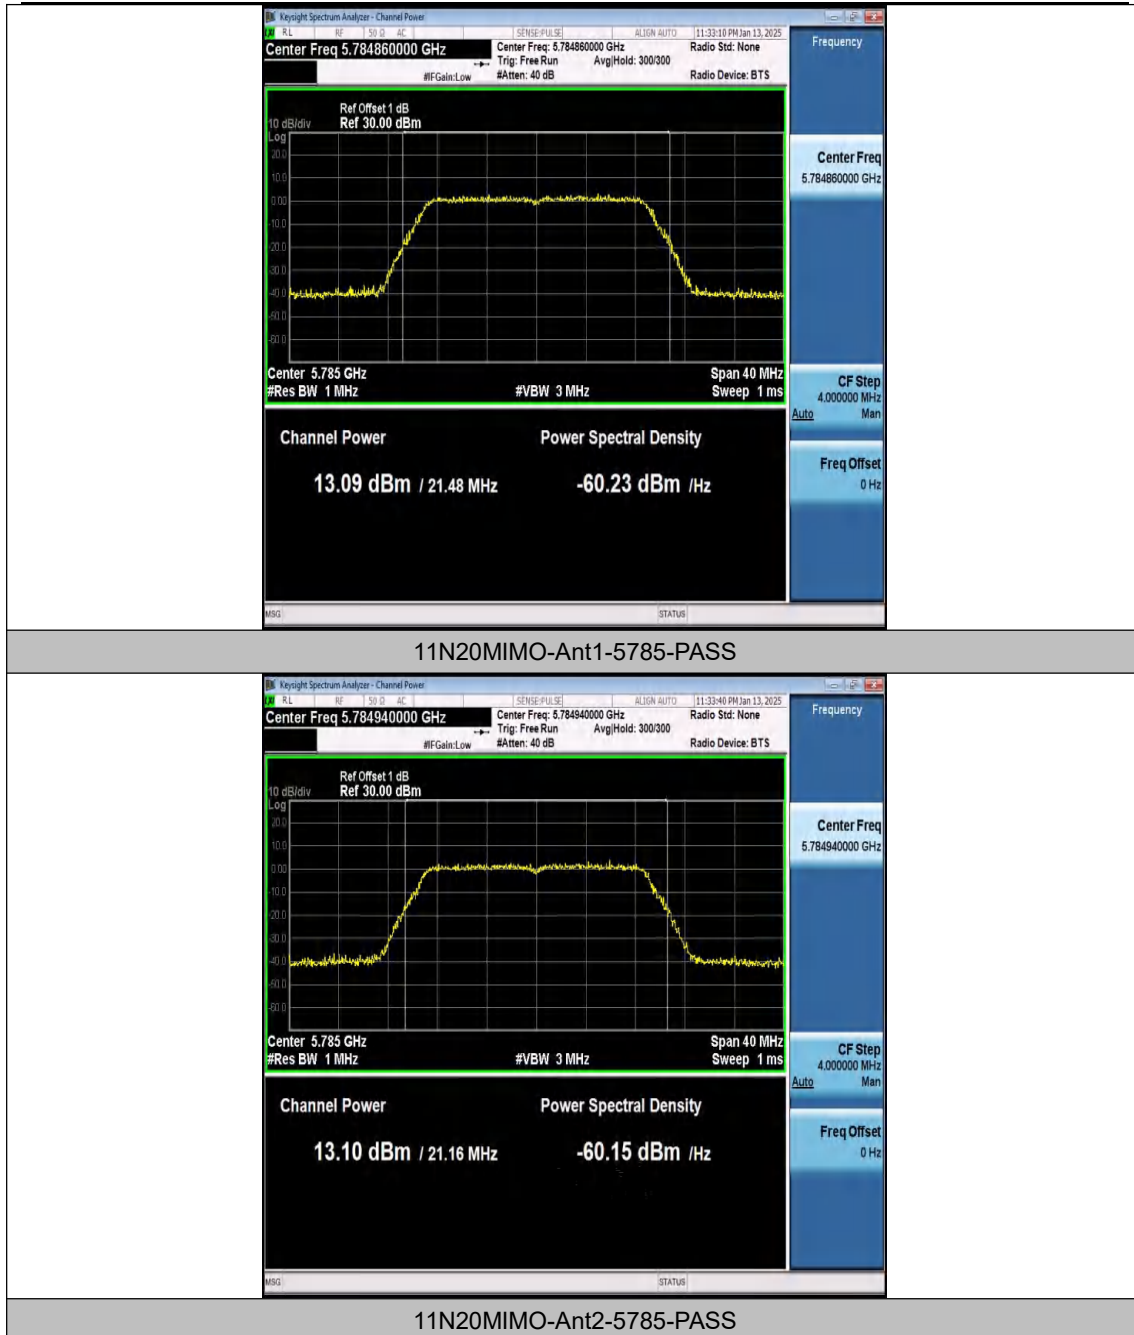 Keysight Spectrum Analyzer - Channel Power
RL RF 50 Ω AC SENSE:PULSE ALIGN AUTO 11:33:10 PM Jan 13, 2025
Center Freq 5.784860000 GHz Center Freq: 5.784860000 GHz Radio Std: None Frequency
Trig: Free Run Avg|Hold: 300/300
#IFGain:Low #Atten: 40 dB Radio Device: BTS
Ref Offset 1 dB
10 dB/div Ref 30.00 dBm
Log
20.0
10.0
0.00
-10.0
-20.0
-30.0
-40.0
-50.0
-60.0
Center Freq
5.784860000 GHz
Center 5.785 GHz Span 40 MHz
#Res BW 1 MHz #VBW 3 MHz Sweep 1 ms
CF Step
4.000000 MHz
Auto Man
Channel Power Power Spectral Density
13.09 dBm / 21.48 MHz -60.23 dBm /Hz
Freq Offset
0 Hz
MSG STATUS
11N20MIMO-Ant1-5785-PASS
Keysight Spectrum Analyzer - Channel Power
RL RF 50 Ω AC SENSE:PULSE ALIGN AUTO 11:33:40 PM Jan 13, 2025
Center Freq 5.784940000 GHz Center Freq: 5.784940000 GHz Radio Std: None Frequency
Trig: Free Run Avg|Hold: 300/300
#IFGain:Low #Atten: 40 dB Radio Device: BTS
Ref Offset 1 dB
10 dB/div Ref 30.00 dBm
Log
20.0
10.0
0.00
-10.0
-20.0
-30.0
-40.0
-50.0
-60.0
Center Freq
5.784940000 GHz
Center 5.785 GHz Span 40 MHz
#Res BW 1 MHz #VBW 3 MHz Sweep 1 ms
CF Step
4.000000 MHz
Auto Man
Channel Power Power Spectral Density
13.10 dBm / 21.16 MHz -60.15 dBm /Hz
Freq Offset
0 Hz
MSG STATUS
11N20MIMO-Ant2-5785-PASS